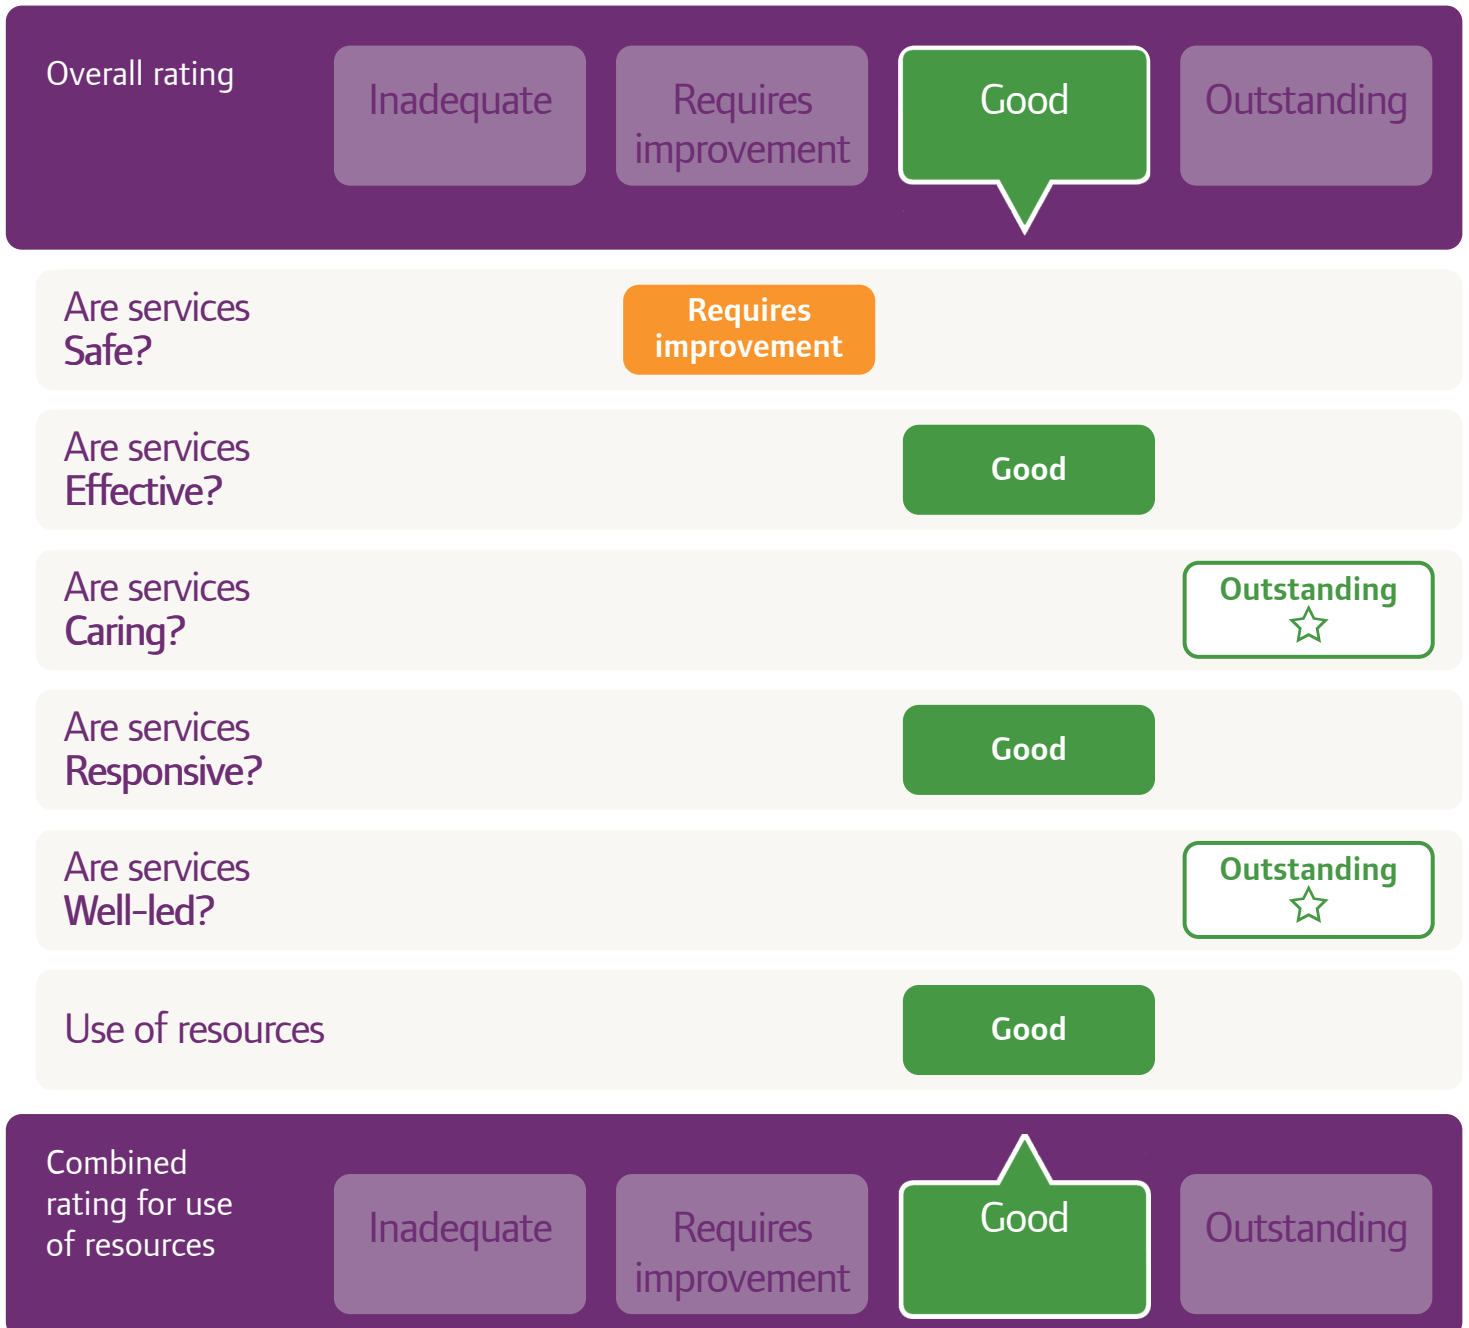 Overall rating
Inadequate
Requires
improvement
Good
Outstanding
Are services
Safe?
Requires
improvement
Are services
Effective?
Good
Are services
Caring?
Outstanding
Are services
Responsive?
Good
Are services
Well-led?
Outstanding
Use of resources
Good
Combined
rating for use
of resources
Inadequate
Requires
improvement
Good
Outstanding